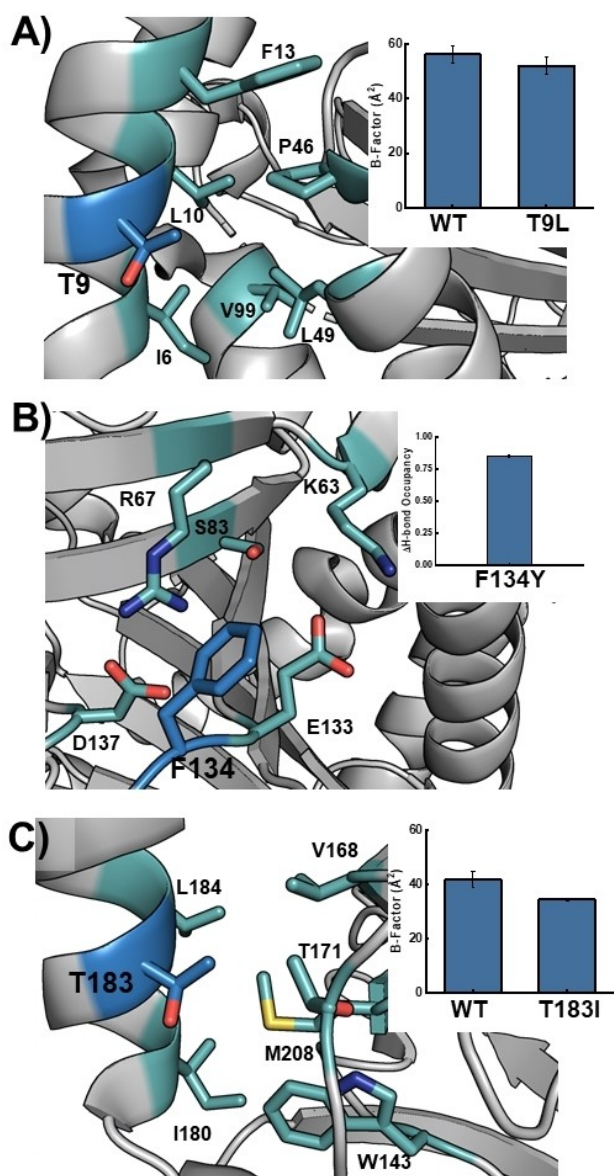 A)
F13
P46
L10
T9
V99
L49
I6
B-Factor (Å²)
60
40
20
0
WT T9L
B)
R67
S83
K63
D137
F134
E133
ΔH-bond Occupancy
1.00
0.75
0.50
0.25
0.00
F134Y
C)
V168
L184
T183
T171
M208
I180
W143
B-Factor (Å²)
60
40
20
0
WT T183I